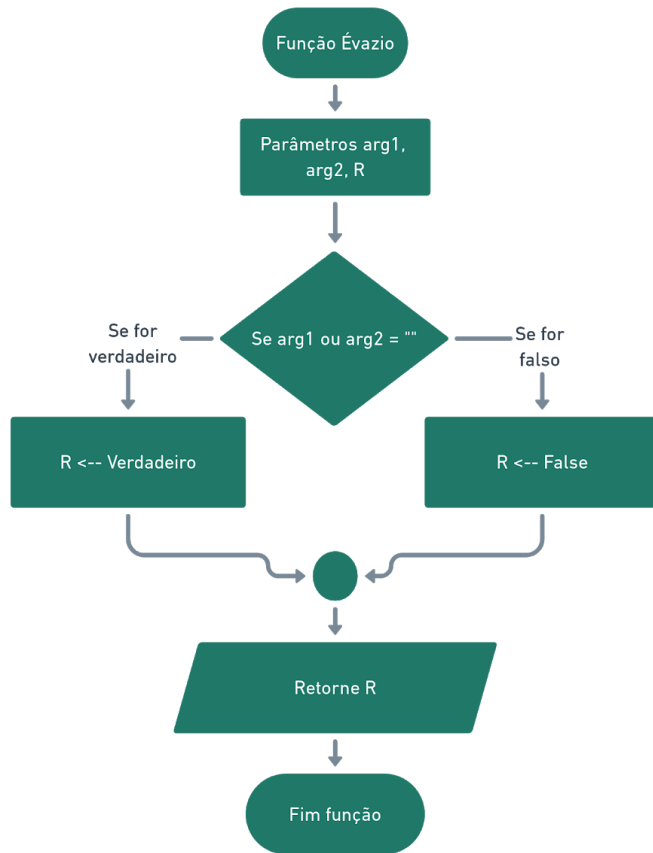 Função Évazio
Parâmetros arg1,
arg2, R
Se arg1 ou arg2 = ""
Se for
verdadeiro
Se for
falso
R <-- Verdadeiro
R <-- False
Retorne R
Fim função